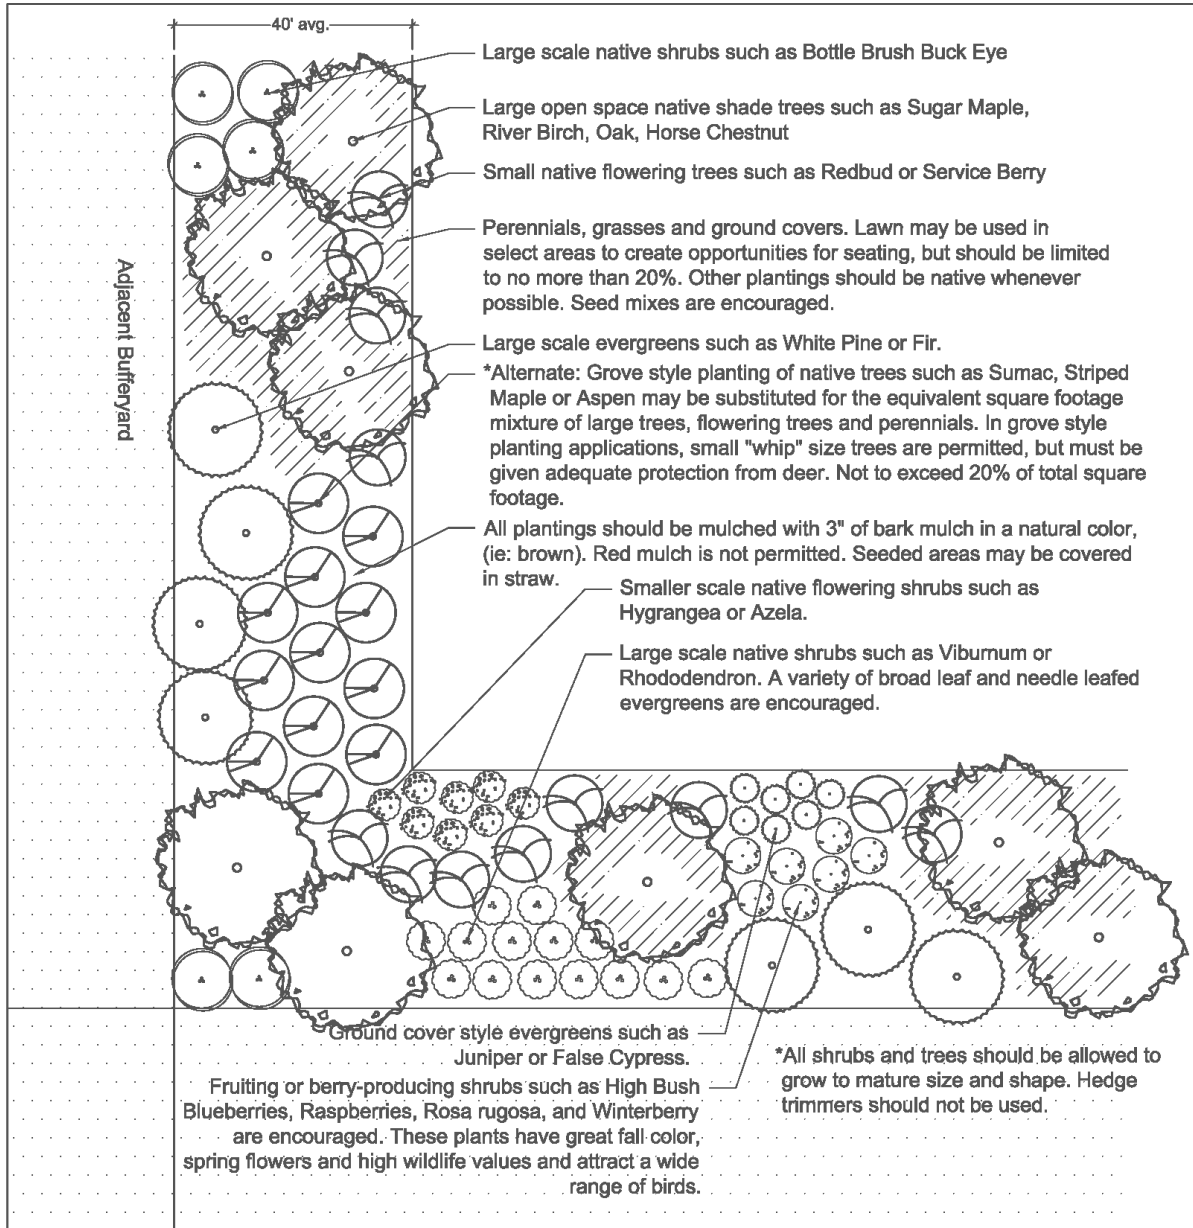 40' avg.
Large scale native shrubs such as Bottle Brush Buck Eye
Large open space native shade trees such as Sugar Maple,
River Birch, Oak, Horse Chestnut
Small native flowering trees such as Redbud or Service Berry
Perennials, grasses and ground covers. Lawn may be used in
select areas to create opportunities for seating, but should be limited
to no more than 20%. Other plantings should be native whenever
possible. Seed mixes are encouraged.
Adjacent Bufferyard
Large scale evergreens such as White Pine or Fir.
*Alternate: Grove style planting of native trees such as Sumac, Striped
Maple or Aspen may be substituted for the equivalent square footage
mixture of large trees, flowering trees and perennials. In grove style
planting applications, small "whip" size trees are permitted, but must be
given adequate protection from deer. Not to exceed 20% of total square
footage.
All plantings should be mulched with 3" of bark mulch in a natural color,
(ie: brown). Red mulch is not permitted. Seeded areas may be covered
in straw.
Smaller scale native flowering shrubs such as
Hygrangea or Azela.
Large scale native shrubs such as Viburnum or
Rhododendron. A variety of broad leaf and needle leafed
evergreens are encouraged.
Ground cover style evergreens such as
Juniper or False Cypress.
Fruiting or berry-producing shrubs such as High Bush
Blueberries, Raspberries, Rosa rugosa, and Winterberry
are encouraged. These plants have great fall color,
spring flowers and high wildlife values and attract a wide
range of birds.
*All shrubs and trees should be allowed to
grow to mature size and shape. Hedge
trimmers should not be used.